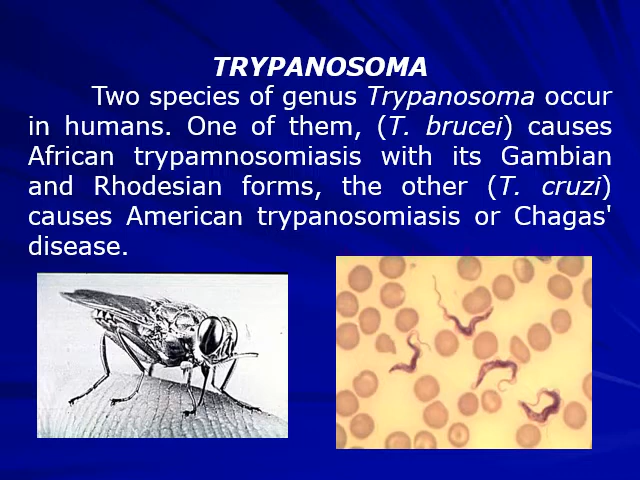 TRYPANOSOMA
Two species of genus Trypanosoma occur
in humans. One of them, (T. brucei) causes
African trypamnosomiasis with its Gambian
and Rhodesian forms, the other (T. cruzi)
causes American trypanosomiasis or Chagas'
disease.